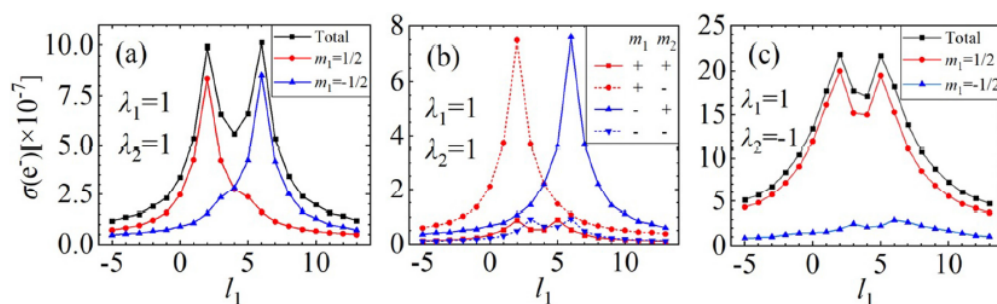 σ(e⁻)[×10⁻⁷]
10.0
7.5
5.0
2.5
0.0
(a)
Total
m₁=1/2
m₁=-1/2
λ₁=1
λ₂=1
-5 0 5 10
l₁
8
6
4
2
0
(b)
m₁ m₂
+ +
+ -
- +
- -
λ₁=1
λ₂=1
-5 0 5 10
l₁
25
20
15
10
5
0
(c)
Total
m₁=1/2
m₁=-1/2
λ₁=1
λ₂=-1
-5 0 5 10
l₁